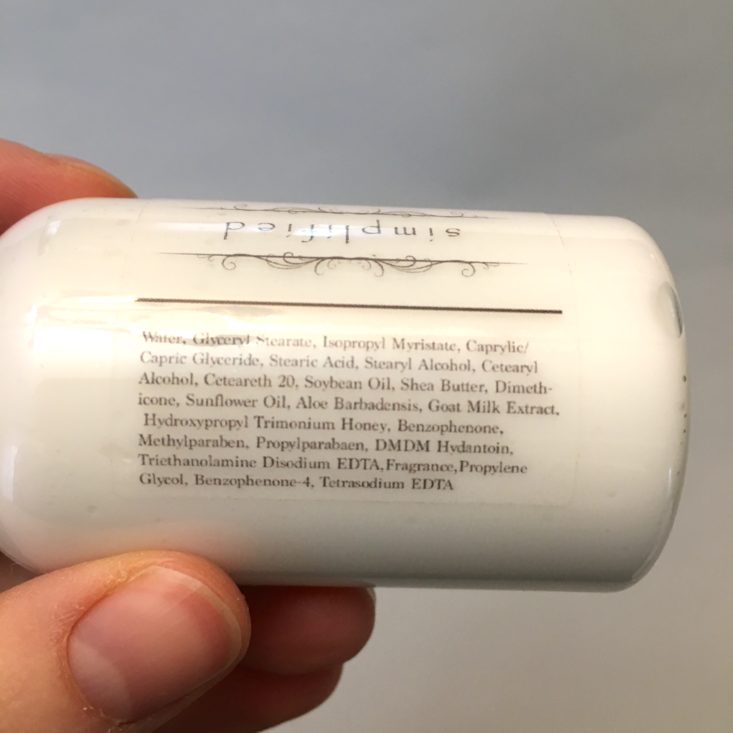 simplified
Water, Glyceryl Stearate, Isopropyl Myristate, Caprylic/
Capric Glyceride, Stearic Acid, Stearyl Alcohol, Cetearyl
Alcohol, Ceteareth 20, Soybean Oil, Shea Butter, Dimeth-
icone, Sunflower Oil, Aloe Barbadensis, Goat Milk Extract,
Hydroxypropyl Trimonium Honey, Benzophenone,
Methylparaben, Propylparabaen, DMDM Hydantoin,
Triethanolamine Disodium EDTA,Fragrance,Propylene
Glycol, Benzophenone-4, Tetrasodium EDTA